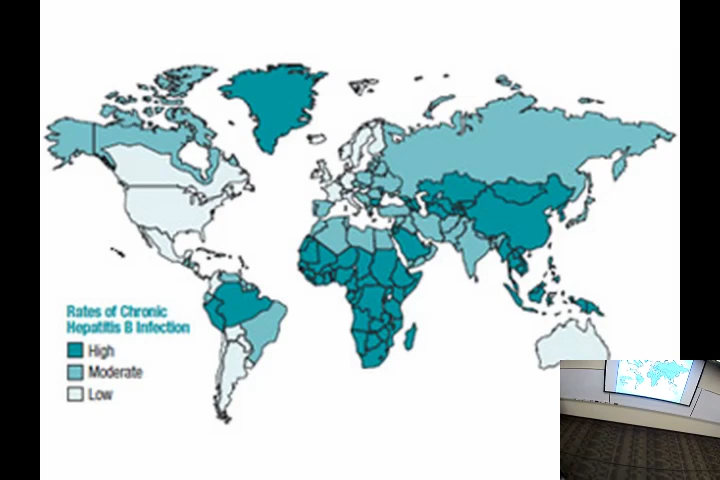 Rates of Chronic
Hepatitis B Infection
High
Moderate
Low